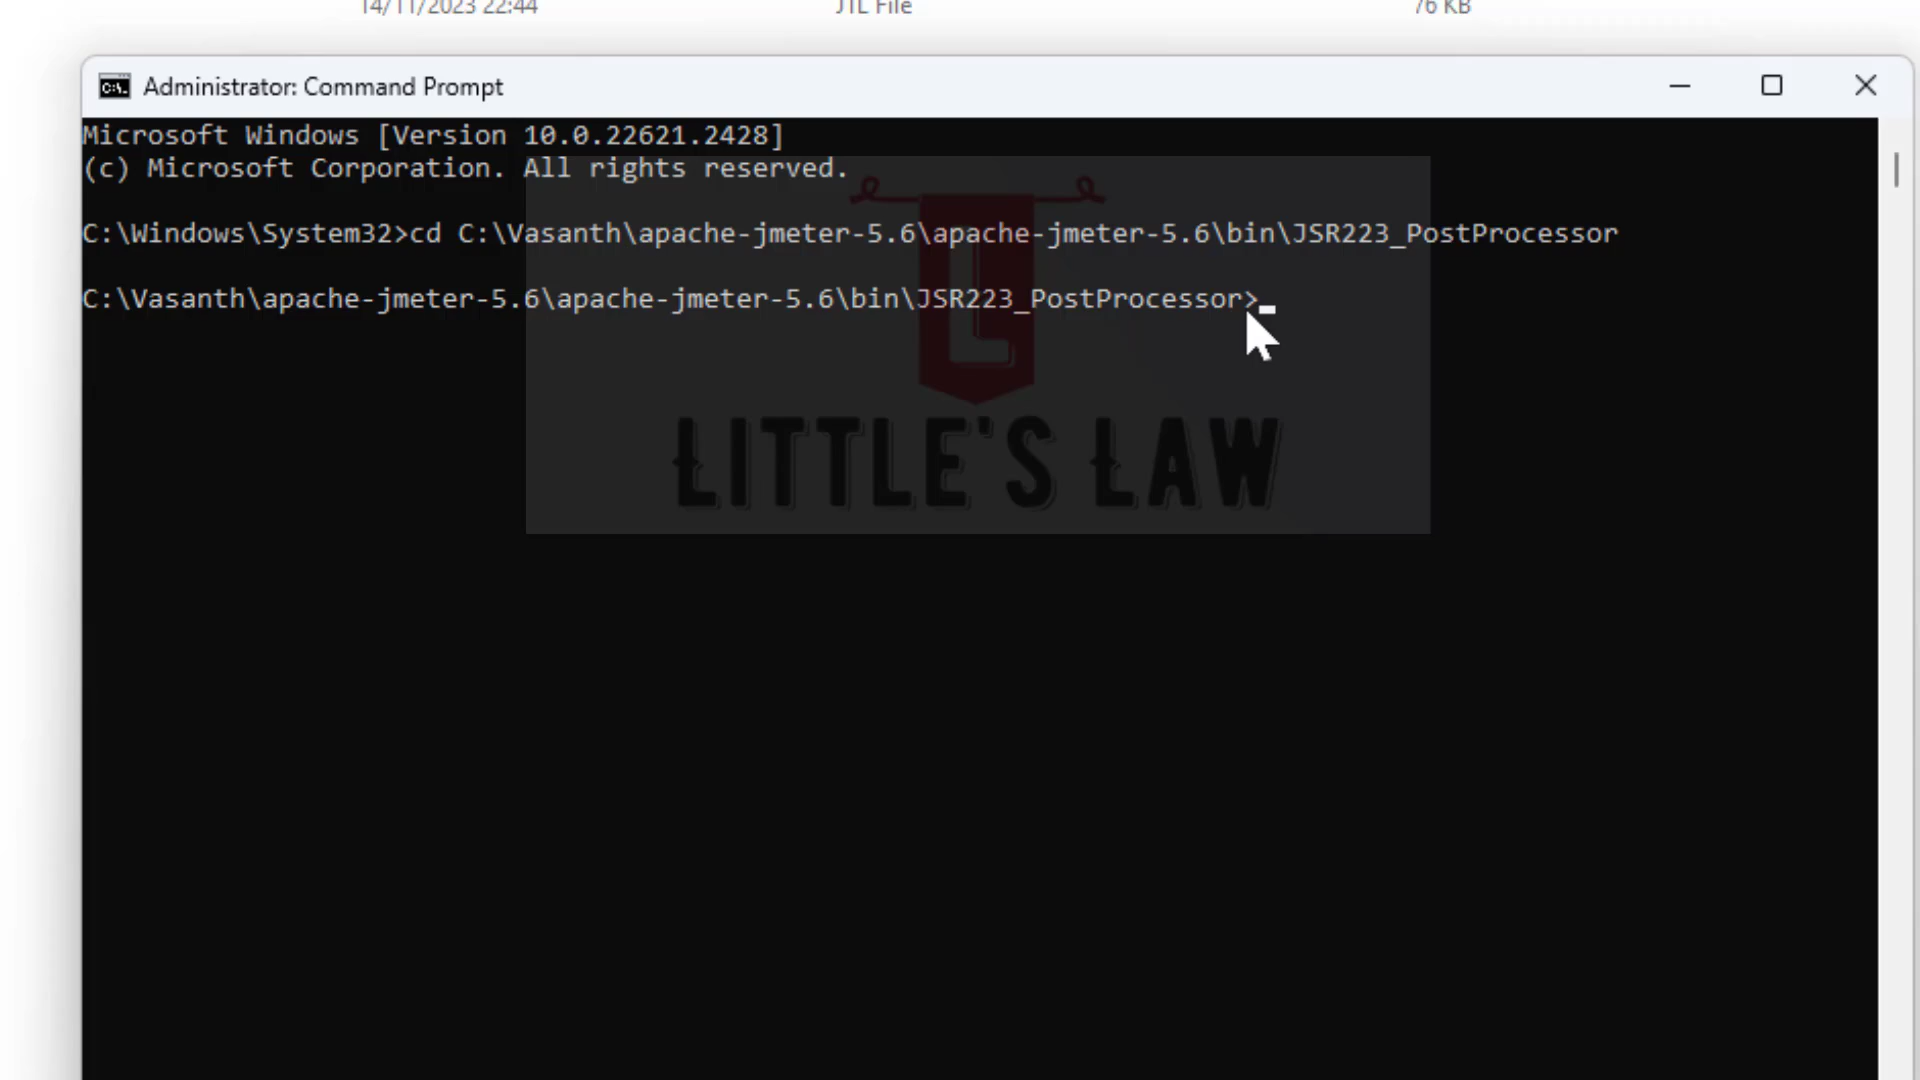 14/11/2023 22:44 JTL File 76 KB
Administrator: Command Prompt
Microsoft Windows [Version 10.0.22621.2428]
(c) Microsoft Corporation. All rights reserved.
C:\Windows\System32>cd C:\Vasanth\apache-jmeter-5.6\apache-jmeter-5.6\bin\JSR223_PostProcessor
C:\Vasanth\apache-jmeter-5.6\apache-jmeter-5.6\bin\JSR223_PostProcessor>
L
LITTLE'S LAW